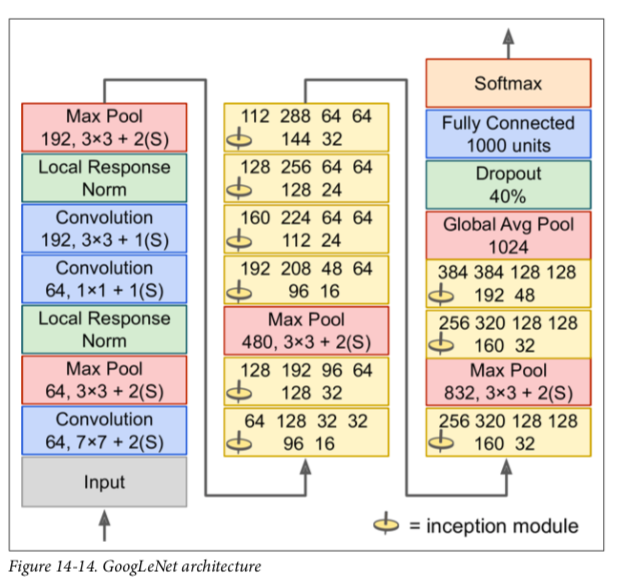 Max Pool
192, 3×3 + 2(S)
Local Response
Norm
Convolution
192, 3×3 + 1(S)
Convolution
64, 1×1 + 1(S)
Local Response
Norm
Max Pool
64, 3×3 + 2(S)
Convolution
64, 7×7 + 2(S)
Input
112 288 64 64
144 32
128 256 64 64
128 24
160 224 64 64
112 24
192 208 48 64
96 16
Max Pool
480, 3×3 + 2(S)
128 192 96 64
128 32
64 128 32 32
96 16
Softmax
Fully Connected
1000 units
Dropout
40%
Global Avg Pool
1024
384 384 128 128
192 48
256 320 128 128
160 32
Max Pool
832, 3×3 + 2(S)
256 320 128 128
160 32
= inception module
Figure 14-14. GoogLeNet architecture